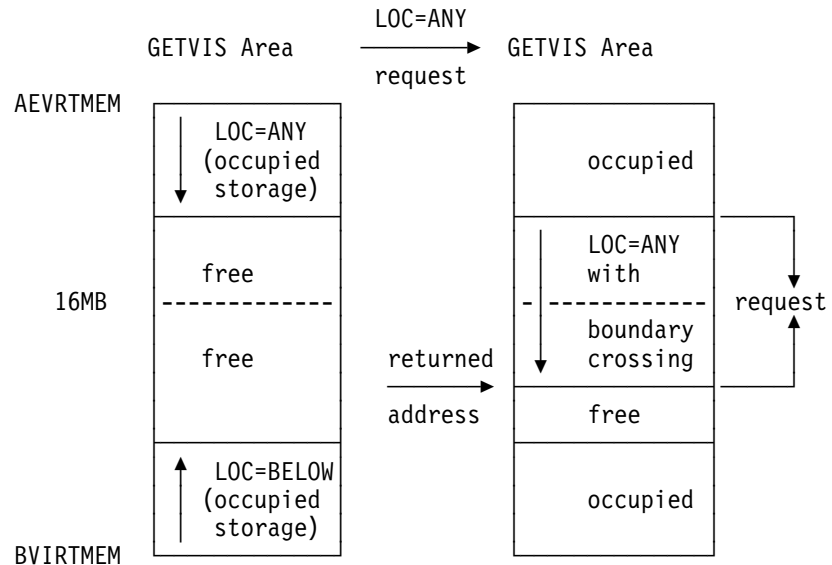 LOC=ANY
GETVIS Area
request
GETVIS Area
AEVRTMEM
LOC=ANY
(occupied
storage)
occupied
free
LOC=ANY
with
16MB
request
free
boundary
crossing
returned
address
free
LOC=BELOW
(occupied
storage)
occupied
BVIRTMEM